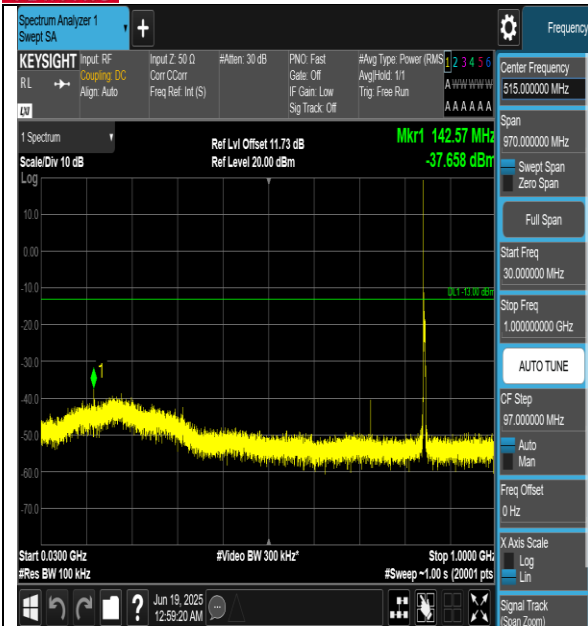 Spectrum Analyzer 1
Swept SA
Frequency
KEYSIGHT
RL
LXI
Input: RF
Coupling: DC
Align: Auto
Input Z: 50 Ω
Corr CCorr
Freq Ref: Int (S)
#Atten: 30 dB
PNO: Fast
Gate: Off
IF Gain: Low
Sig Track: Off
#Avg Type: Power (RMS
Avg|Hold: 1/1
Trig: Free Run
1 2 3 4 5 6
A W W W W W
A A A A A A
1 Spectrum
Scale/Div 10 dB
Log
Ref Lvl Offset 11.73 dB
Ref Level 20.00 dBm
Mkr1 142.57 MHz
-37.658 dBm
10.0
0.00
-10.0
DL1 -13.00 dBm
-20.0
-30.0
1
-40.0
-50.0
-60.0
-70.0
Start 0.0300 GHz
#Res BW 100 kHz
#Video BW 300 kHz*
Stop 1.0000 GHz
#Sweep ~1.00 s (20001 pts
Jun 19, 2025
12:59:20 AM
?
Center Frequency
515.000000 MHz
Span
970.000000 MHz
Swept Span
Zero Span
Full Span
Start Freq
30.000000 MHz
Stop Freq
1.000000000 GHz
AUTO TUNE
CF Step
97.000000 MHz
Auto
Man
Freq Offset
0 Hz
X Axis Scale
Log
Lin
Signal Track
(Span Zoom)